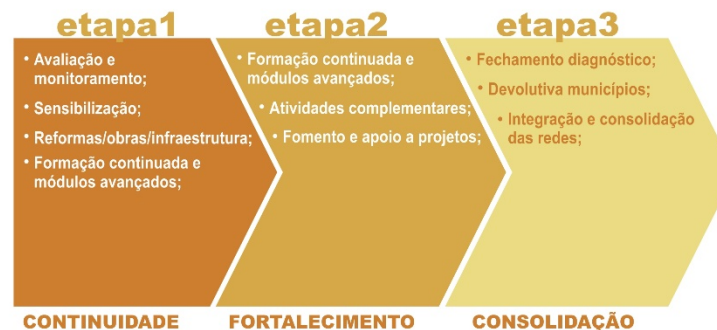 etapa1
• Avaliação e
monitoramento;
• Sensibilização;
• Reformas/obras/infraestrutura;
• Formação continuada e
módulos avançados;
CONTINUIDADE
etapa2
• Formação continuada e
módulos avançados;
• Atividades complementares;
• Fomento e apoio a projetos;
FORTALECIMENTO
etapa3
• Fechamento diagnóstico;
• Devolutiva municípios;
• Integração e consolidação
das redes;
CONSOLIDAÇÃO